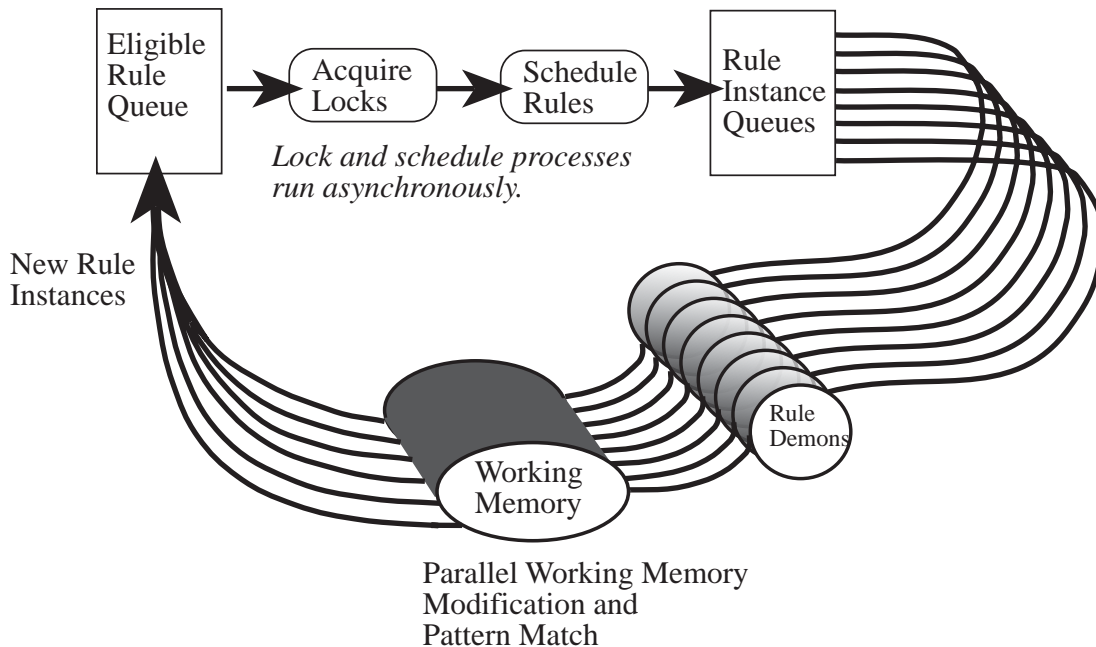 Eligible
Rule
Queue
Acquire
Locks
Schedule
Rules
Rule
Instance
Queues
Lock and schedule processes
run asynchronously.
New Rule
Instances
Rule
Demons
Working
Memory
Parallel Working Memory
Modification and
Pattern Match